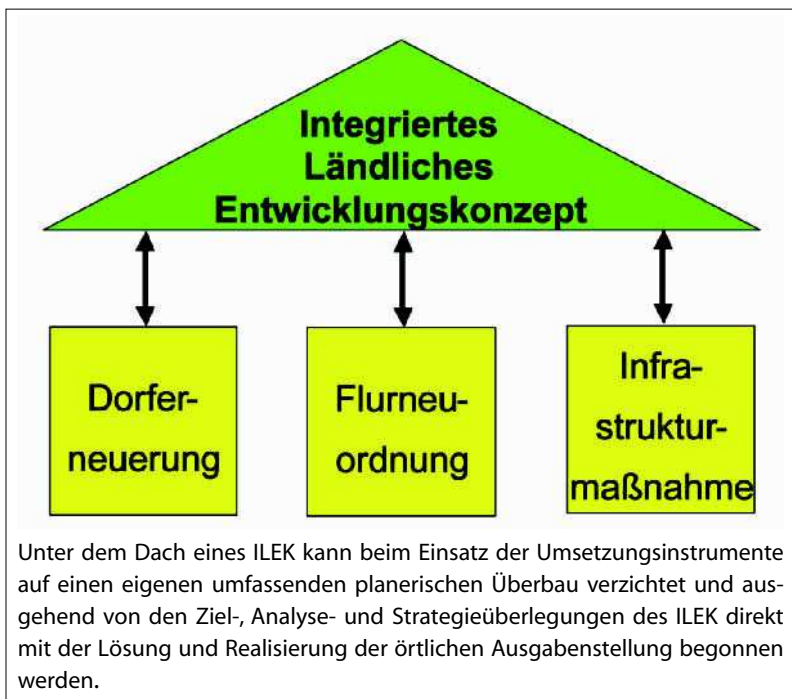 Integriertes
Ländliches
Entwicklungskonzept
Dorfer-
neuerung
Flurneu-
ordnung
Infra-
struktur-
maßnahme
Unter dem Dach eines ILEK kann beim Einsatz der Umsetzungsinstrumente
auf einen eigenen umfassenden planerischen Überbau verzichtet und aus-
gehend von den Ziel-, Analyse- und Strategieüberlegungen des ILEK direkt
mit der Lösung und Realisierung der örtlichen Ausgabenstellung begonnen
werden.